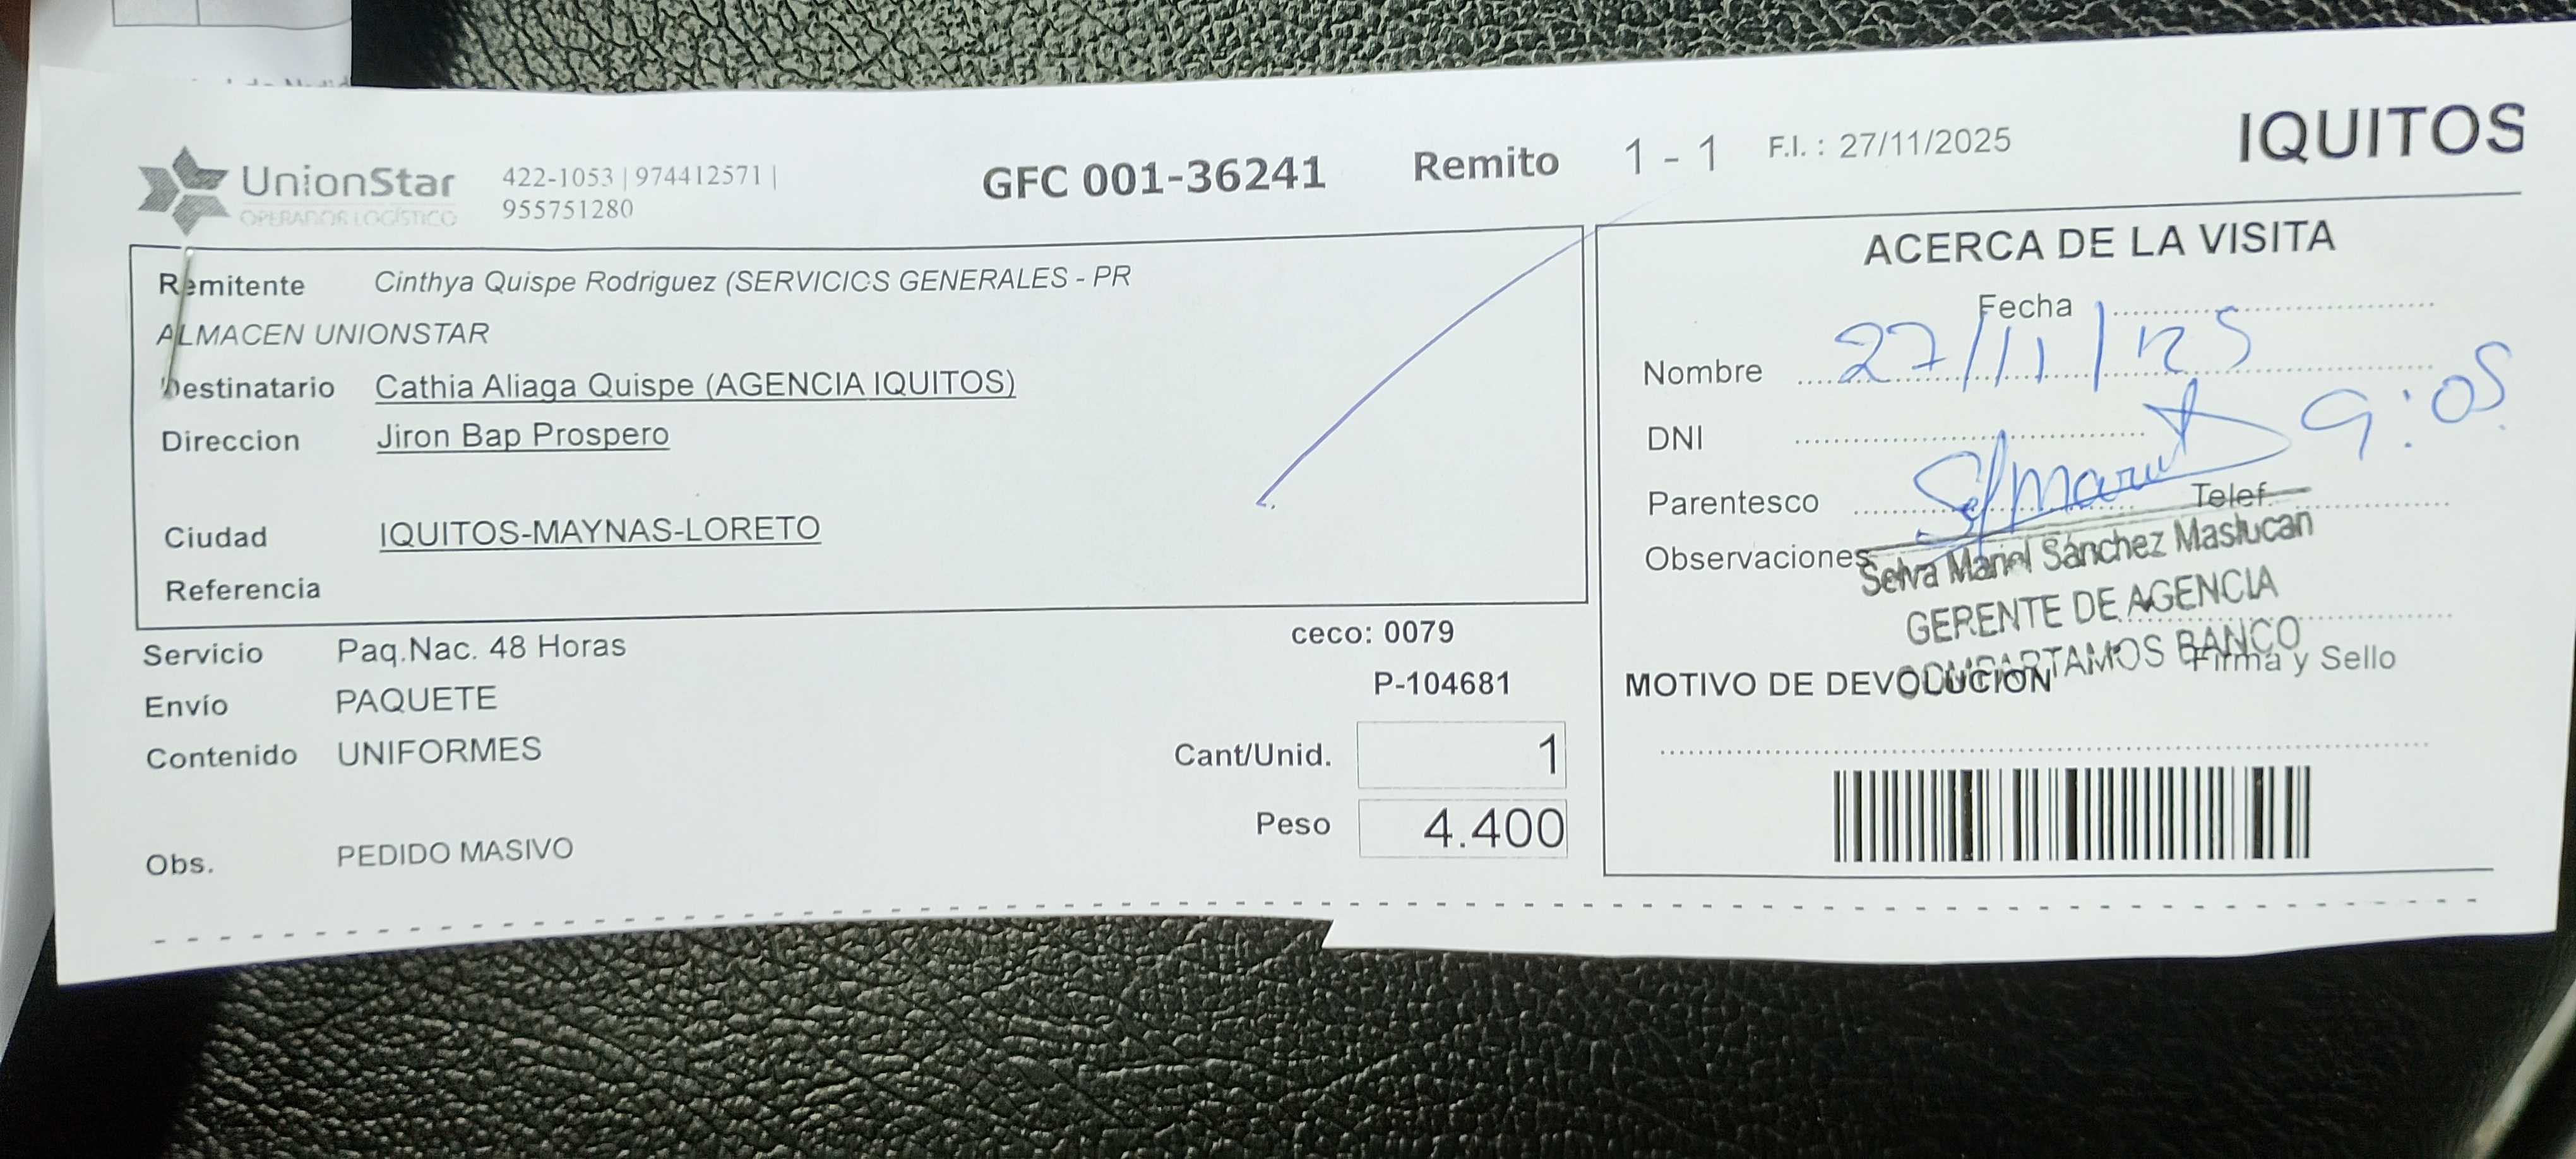 UnionStar
OPERADOR LOGÍSTICO
422-1053 | 974412571 |
955751280
GFC 001-36241 Remito 1 - 1 F.I. : 27/11/2025 IQUITOS
Remitente Cinthya Quispe Rodriguez (SERVICIOS GENERALES - PR
ALMACEN UNIONSTAR
Destinatario Cathia Aliaga Quispe (AGENCIA IQUITOS)
Direccion Jiron Bap Prospero
Ciudad IQUITOS-MAYNAS-LORETO
Referencia
Servicio Paq.Nac. 48 Horas
Envío PAQUETE
Contenido UNIFORMES
Obs. PEDIDO MASIVO
ceco: 0079
P-104681
Cant/Unid. 1
Peso 4.400
ACERCA DE LA VISITA
Fecha
27/11/25
Nombre
9:05
DNI
Parentesco Telef
Observaciones
Selva Mariel Sánchez Maslucan
GERENTE DE AGENCIA
COMPARTAMOS BANCO
Firma y Sello
MOTIVO DE DEVOLUCION